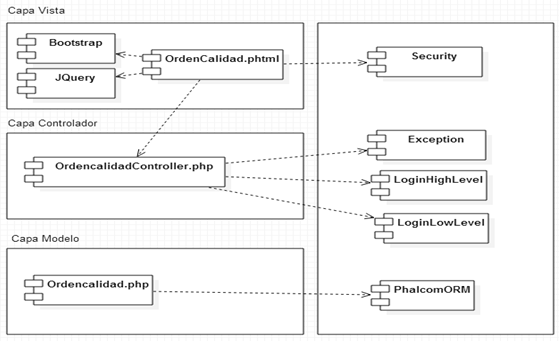 Capa Vista
Bootstrap
OrdenCalidad.phtml
Security
JQuery
Capa Controlador
Exception
OrdencalidadController.php
LoginHighLevel
LoginLowLevel
Capa Modelo
Ordencalidad.php
PhalcomORM